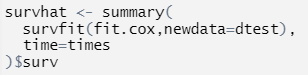 survhat <- summary(
  survfit(fit.cox,newdata=dtest),
  time=times
)$surv